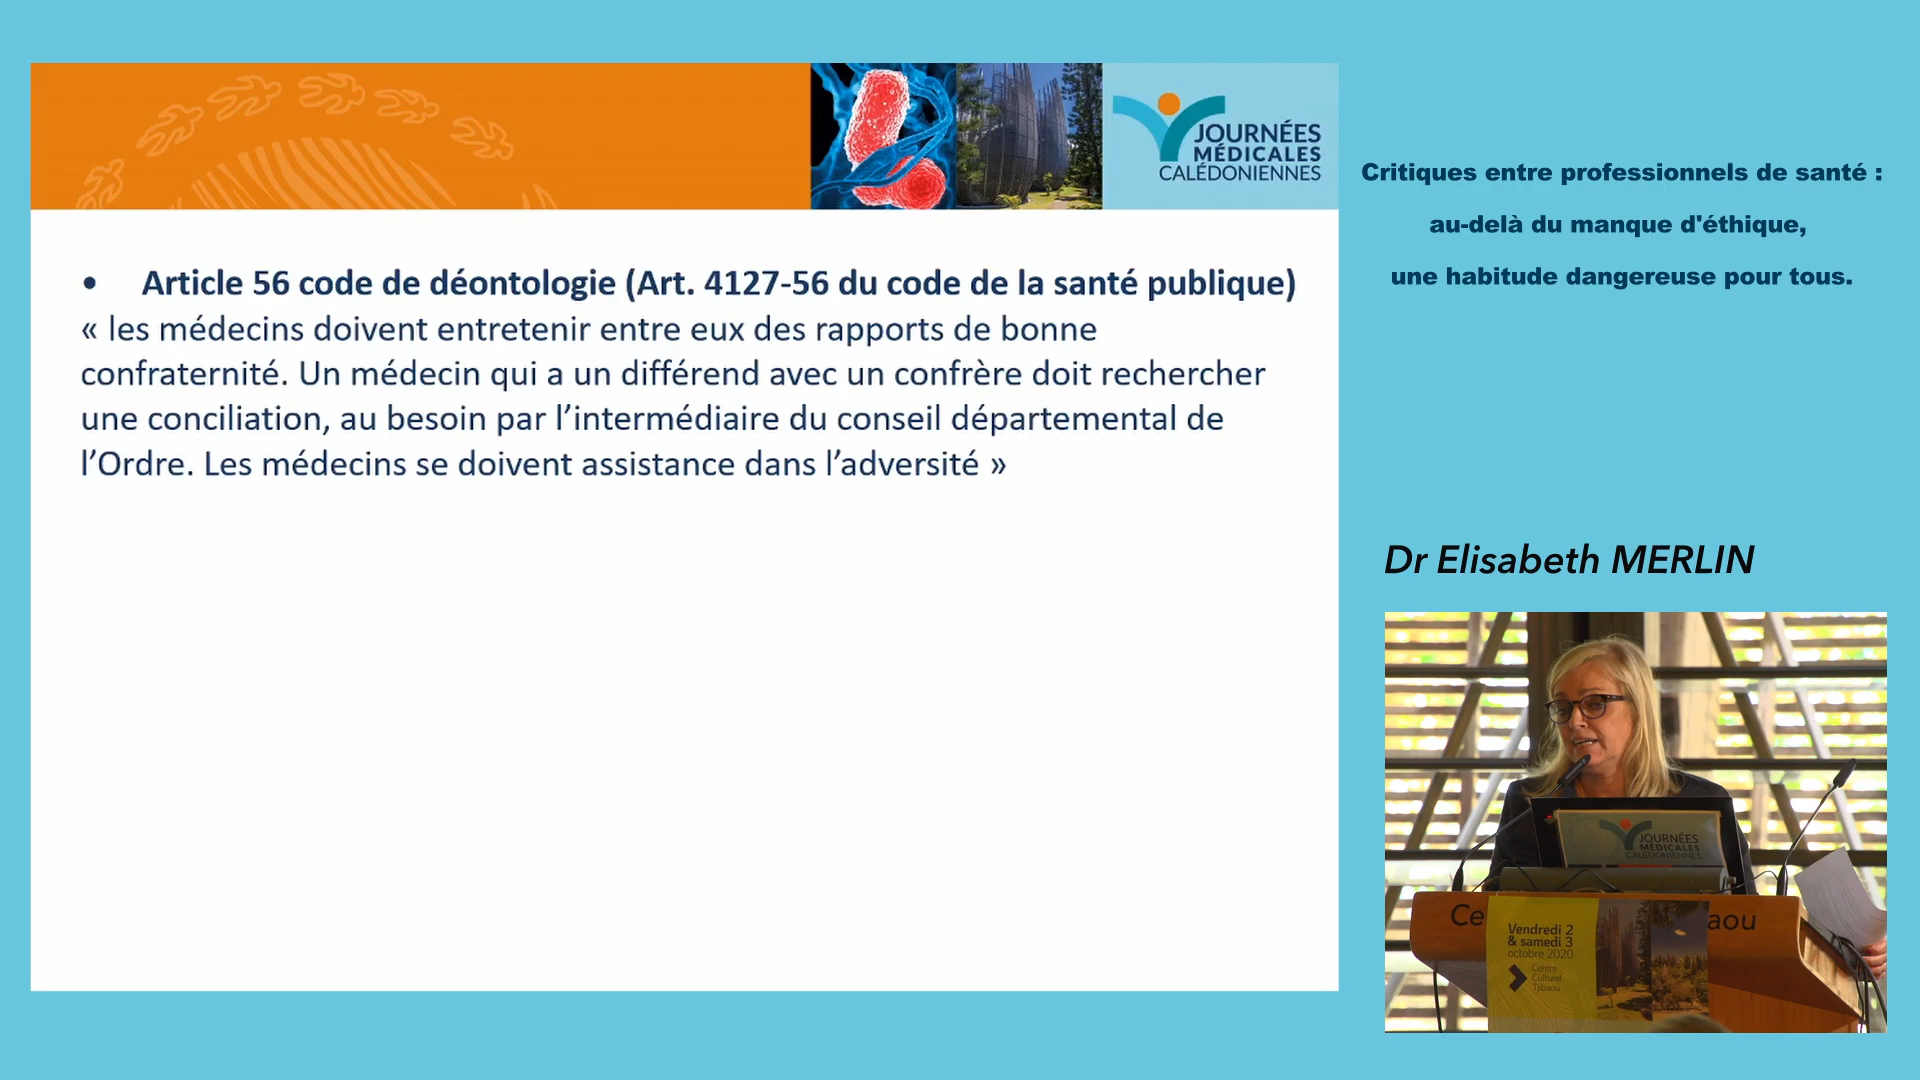 JOURNÉES
MÉDICALES
CALÉDONIENNES
• Article 56 code de déontologie (Art. 4127-56 du code de la santé publique)
« les médecins doivent entretenir entre eux des rapports de bonne
confraternité. Un médecin qui a un différend avec un confrère doit rechercher
une conciliation, au besoin par l’intermédiaire du conseil départemental de
l’Ordre. Les médecins se doivent assistance dans l’adversité »
Critiques entre professionnels de santé :
au-delà du manque d'éthique,
une habitude dangereuse pour tous.
Dr Elisabeth MERLIN
JOURNÉES
MÉDICALES
CALÉDONIENNES
Ce
aou
Vendredi 2
& samedi 3
octobre 2020
Centre
Culturel
Tjibaou